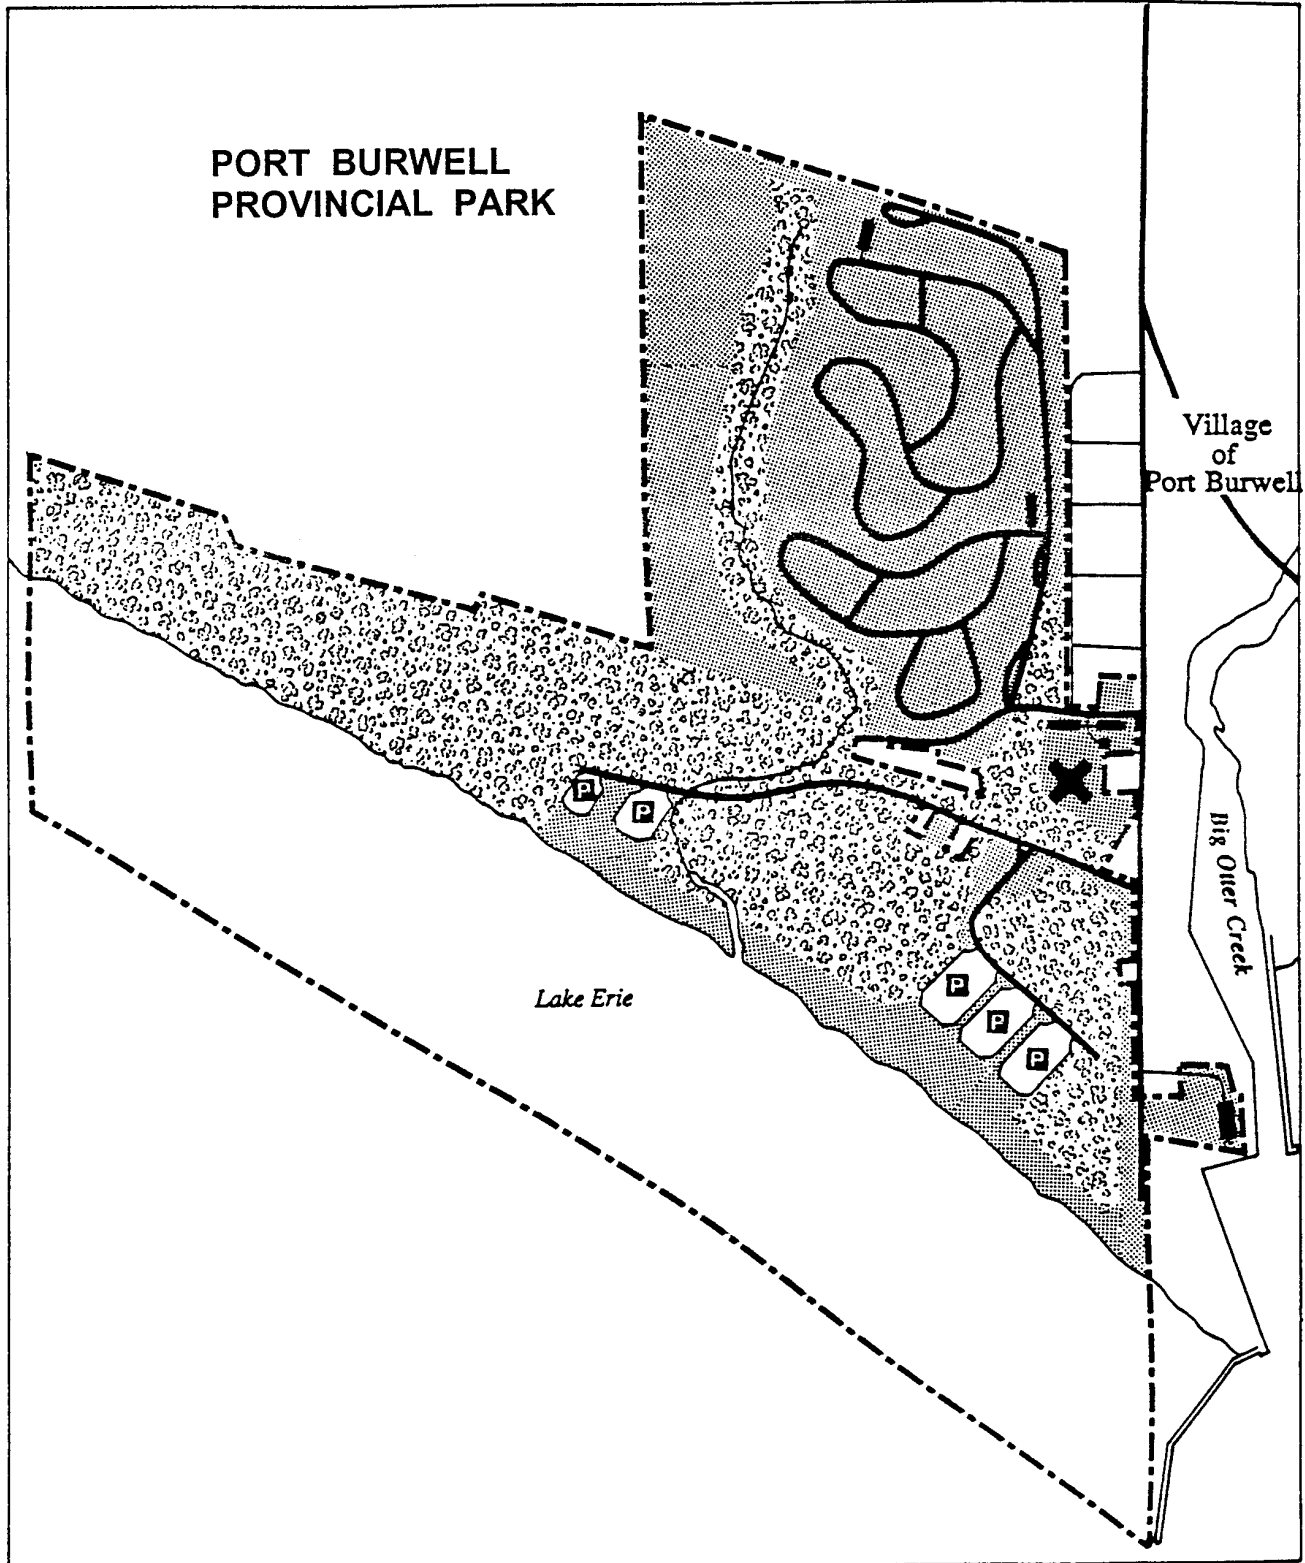 PORT BURWELL
PROVINCIAL PARK
Village
of
Port Burwell
P
P
Big Otter Creek
P
Lake Erie
P
P